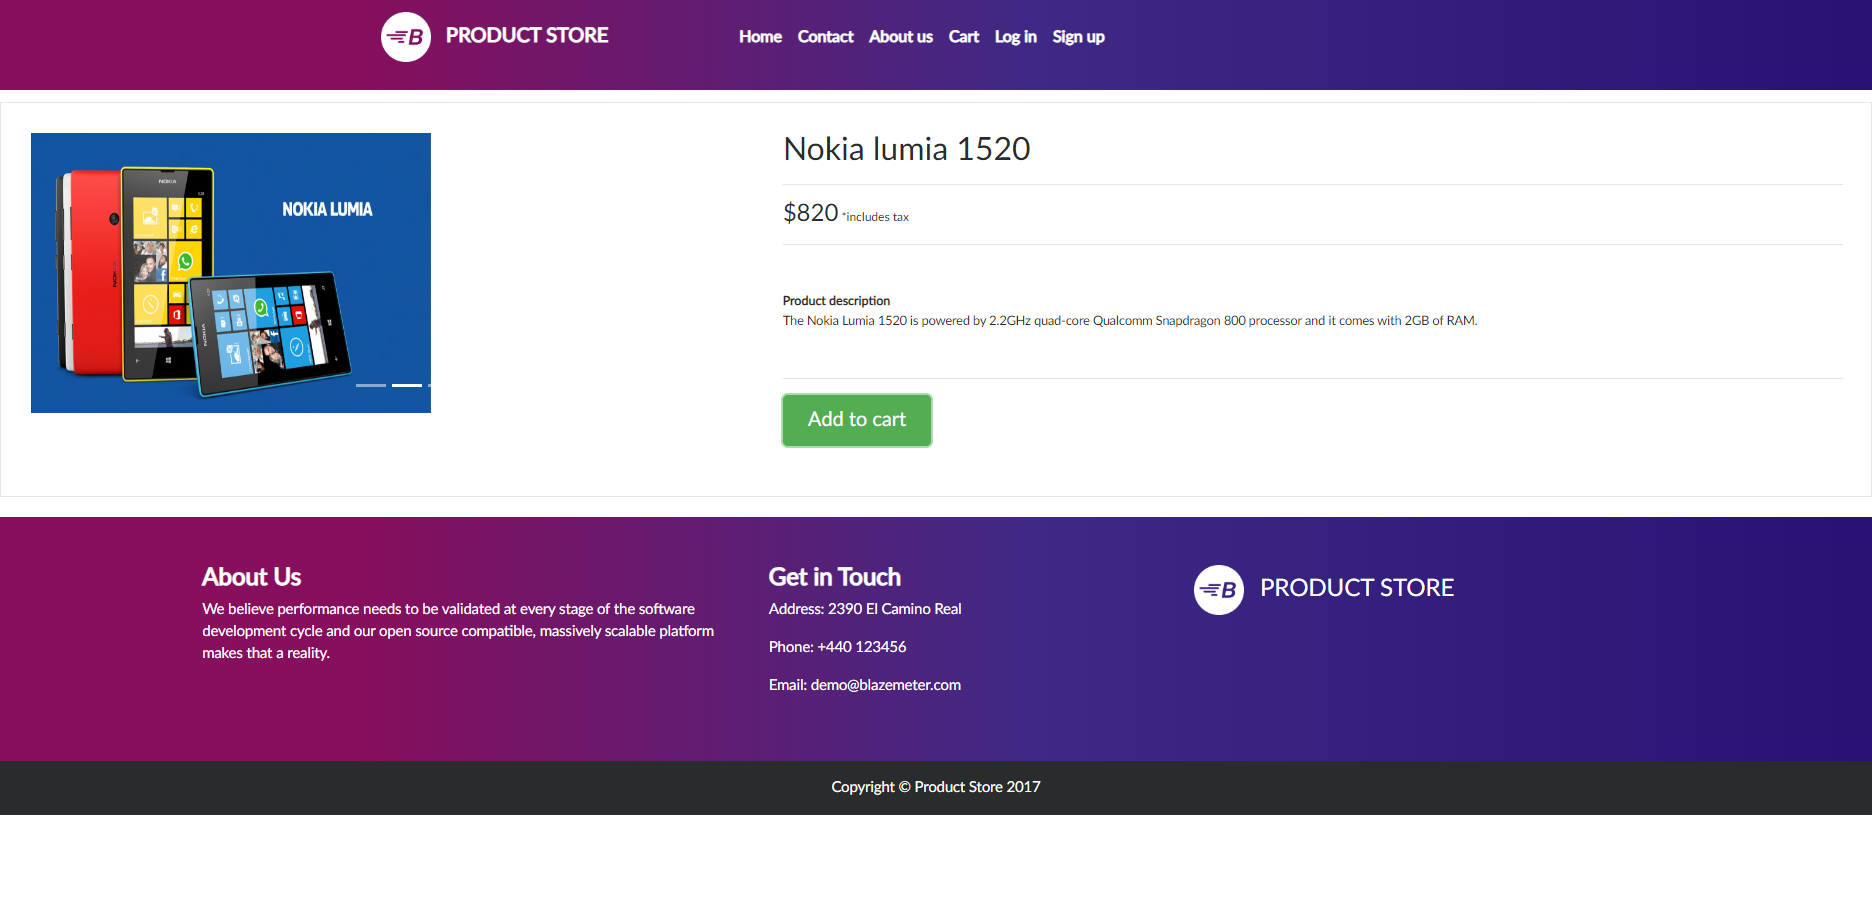 B PRODUCT STORE
Home Contact About us Cart Log in Sign up
NOKIA
NOKIA LUMIA
NOKIA
NOKIA
Nokia lumia 1520
$820 *includes tax
Product description
The Nokia Lumia 1520 is powered by 2.2GHz quad-core Qualcomm Snapdragon 800 processor and it comes with 2GB of RAM.
Add to cart
About Us
We believe performance needs to be validated at every stage of the software
development cycle and our open source compatible, massively scalable platform
makes that a reality.
Get in Touch
Address: 2390 El Camino Real
Phone: +440 123456
Email: demo@blazemeter.com
B PRODUCT STORE
Copyright © Product Store 2017